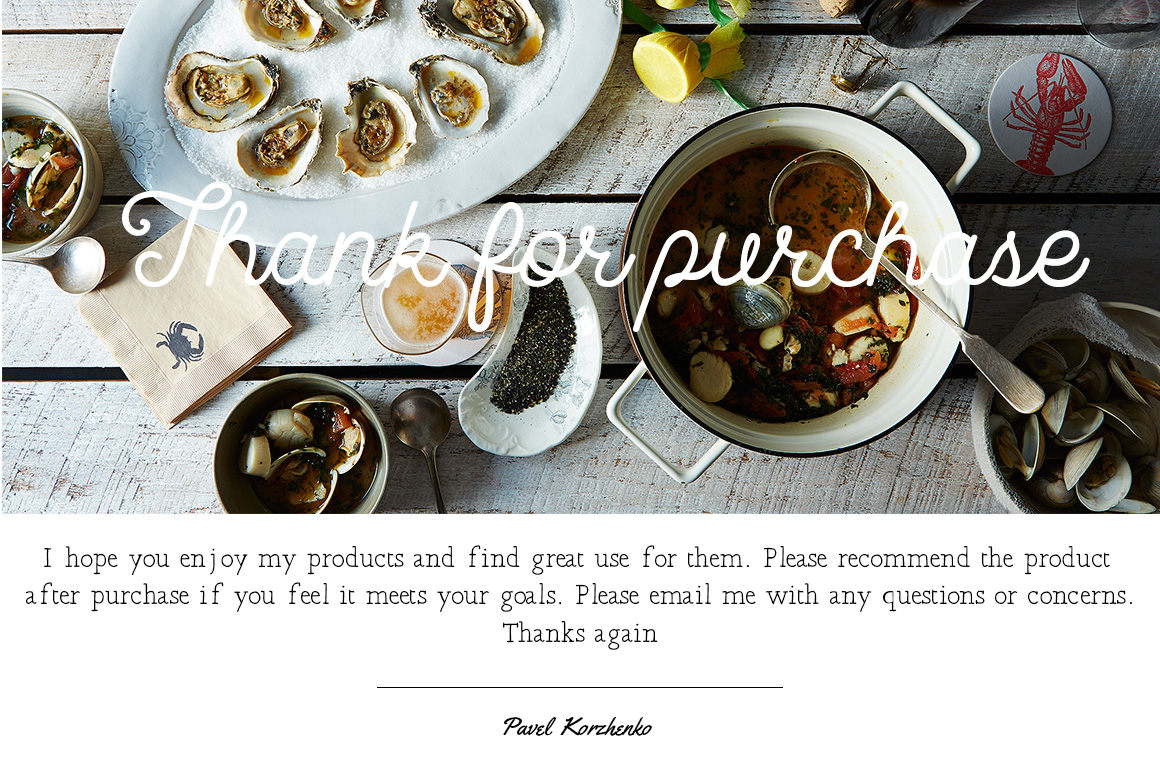 Thank for purchase
I hope you enjoy my products and find great use for them. Please recommend the product
after purchase if you feel it meets your goals. Please email me with any questions or concerns.
Thanks again
Pavel Korzhenko